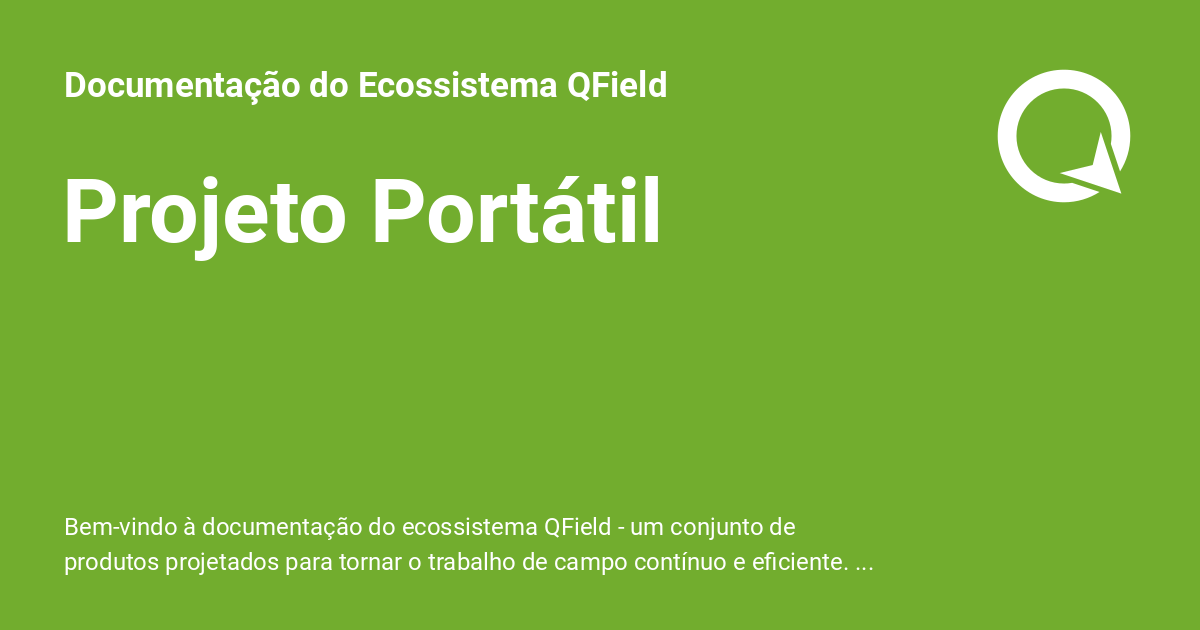 Documentação do Ecossistema QField
Projeto Portátil
Bem-vindo à documentação do ecossistema QField - um conjunto de
produtos projetados para tornar o trabalho de campo contínuo e eficiente. ...